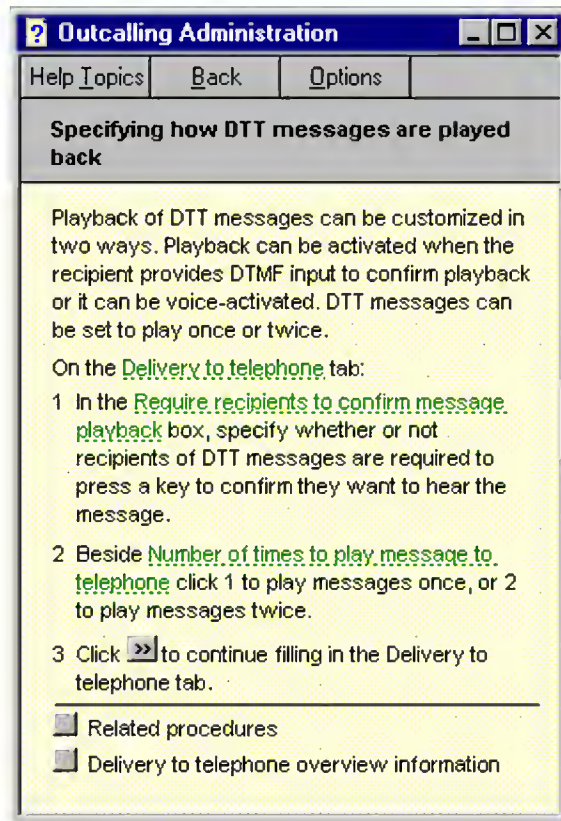 ? Outcalling Administration
Help Topics Back Options
Specifying how DTT messages are played
back
Playback of DTT messages can be customized in
two ways. Playback can be activated when the
recipient provides DTMF input to confirm playback
or it can be voice-activated. DTT messages can
be set to play once or twice.
On the Delivery to telephone tab:
1 In the Require recipients to confirm message
playback box, specify whether or not
recipients of DTT messages are required to
press a key to confirm they want to hear the
message.
2 Beside Number of times to play message to
telephone click 1 to play messages once, or 2
to play messages twice.
3 Click >> to continue filling in the Delivery to
telephone tab.
Related procedures
Delivery to telephone overview information